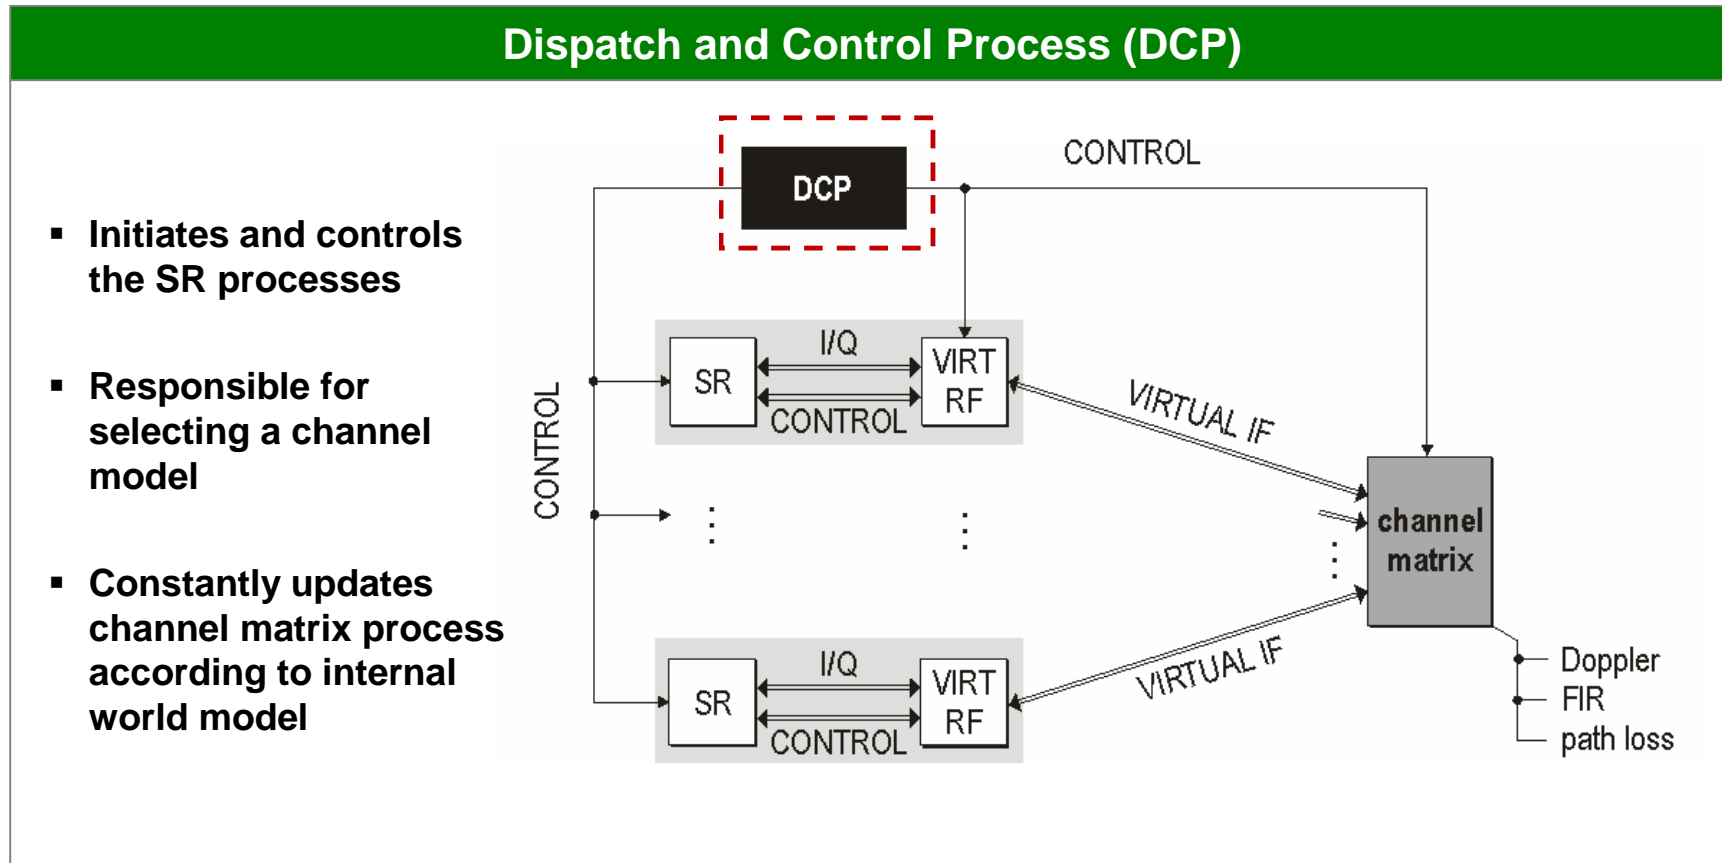 Dispatch and Control Process (DCP)
▪ Initiates and controls
the SR processes
▪ Responsible for
selecting a channel
model
▪ Constantly updates
channel matrix process
according to internal
world model
DCP
CONTROL
CONTROL
SR
I/Q
CONTROL
VIRT
RF
VIRTUAL IF
channel
matrix
SR
I/Q
CONTROL
VIRT
RF
VIRTUAL IF
Doppler
FIR
path loss